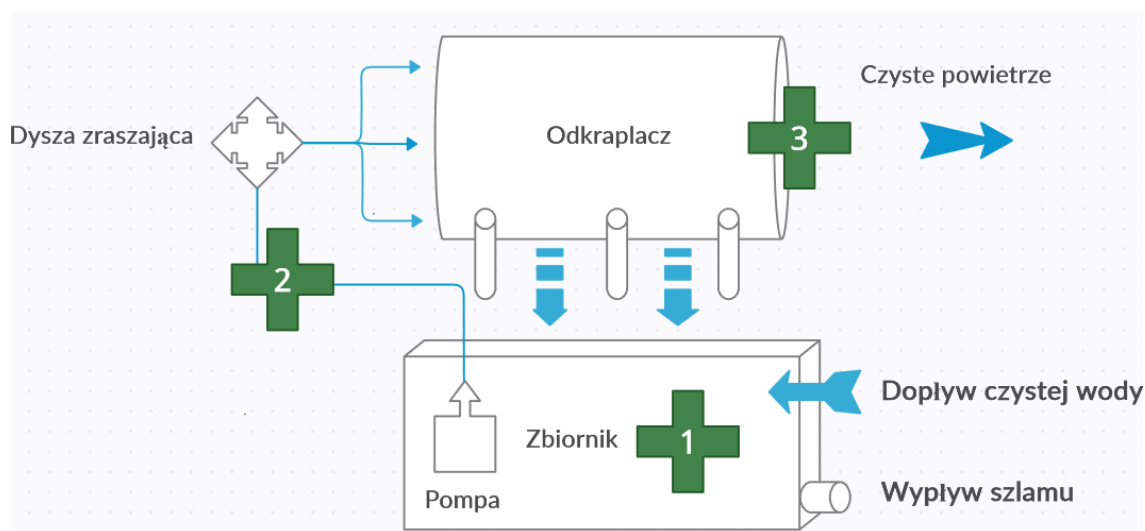 Czyste powietrze
Dysza zraszająca
Odkraplacz
3
2
Dopływ czystej wody
Zbiornik
1
Pompa
Wypływ szlamu